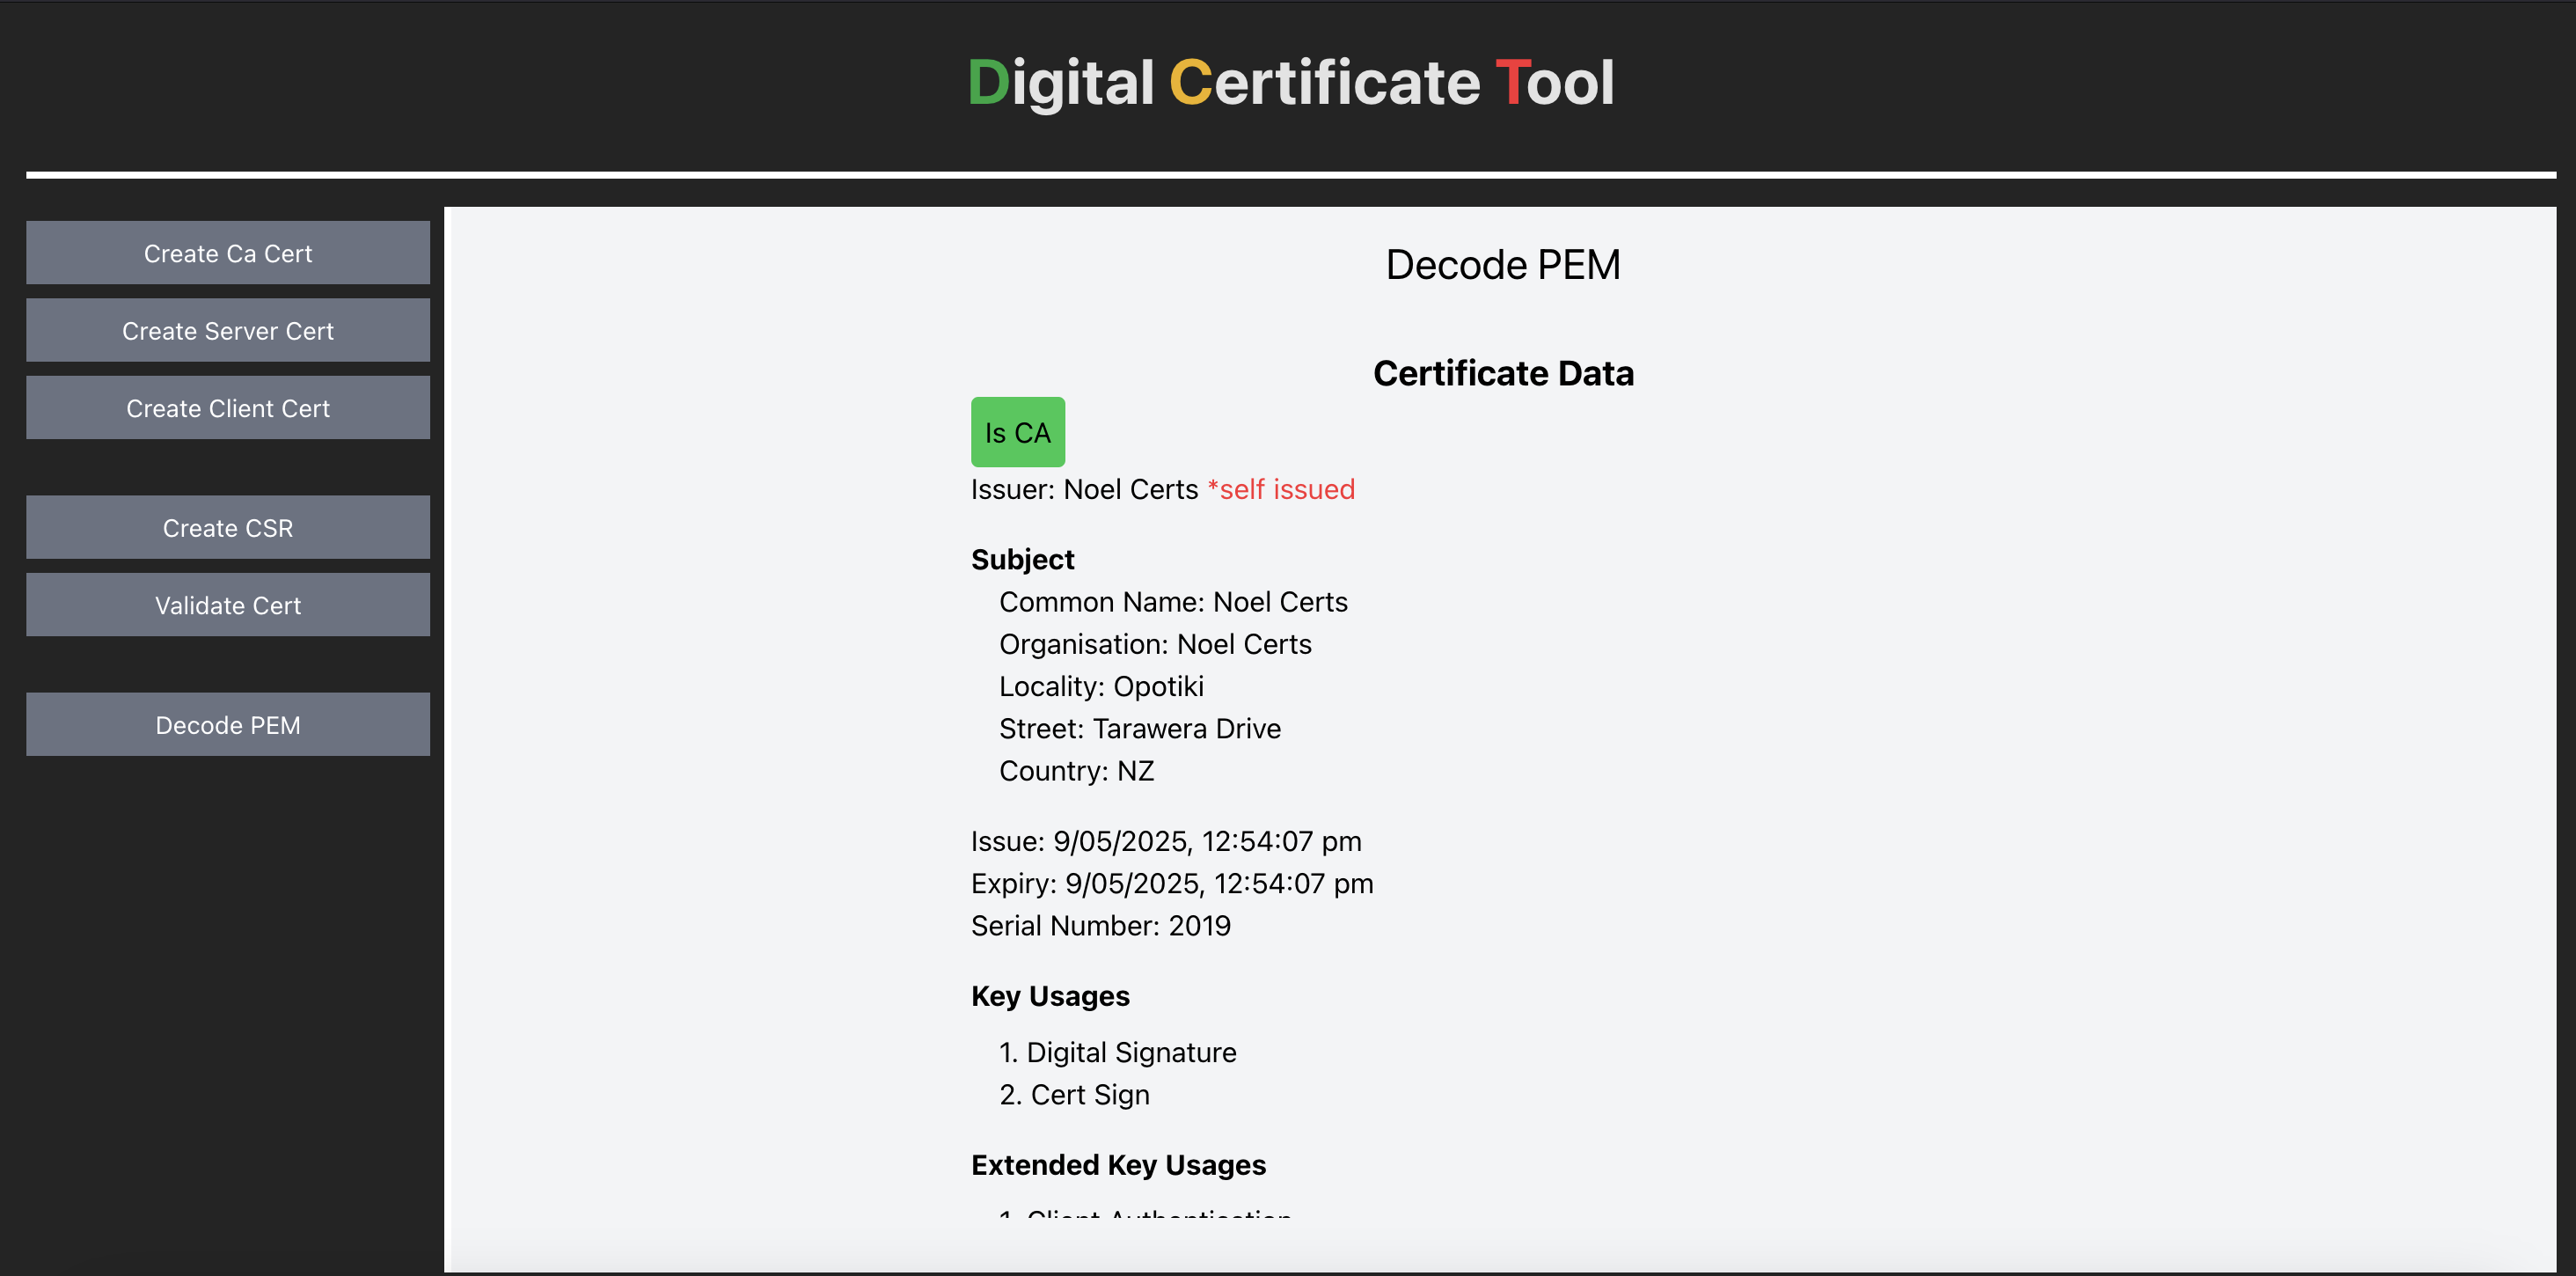 Digital Certificate Tool
Create Ca Cert
Create Server Cert
Create Client Cert
Create CSR
Validate Cert
Decode PEM
Decode PEM
Certificate Data
Is CA
Issuer: Noel Certs *self issued
Subject
Common Name: Noel Certs
Organisation: Noel Certs
Locality: Opotiki
Street: Tarawera Drive
Country: NZ
Issue: 9/05/2025, 12:54:07 pm
Expiry: 9/05/2025, 12:54:07 pm
Serial Number: 2019
Key Usages
1. Digital Signature
2. Cert Sign
Extended Key Usages
1. Client Authentication